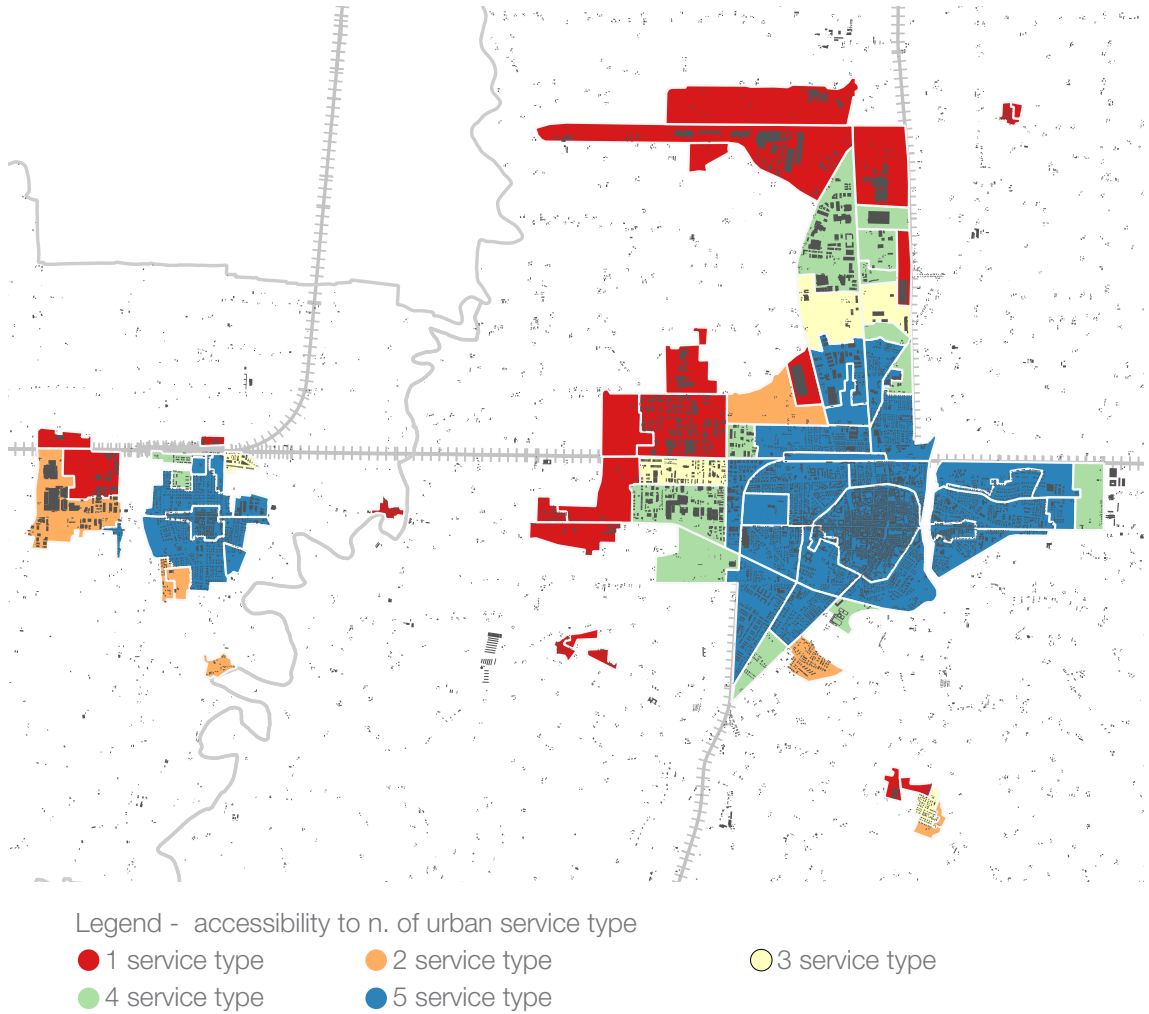 Legend -  accessibility to n. of urban service type
1 service type 2 service type 3 service type
4 service type 5 service type